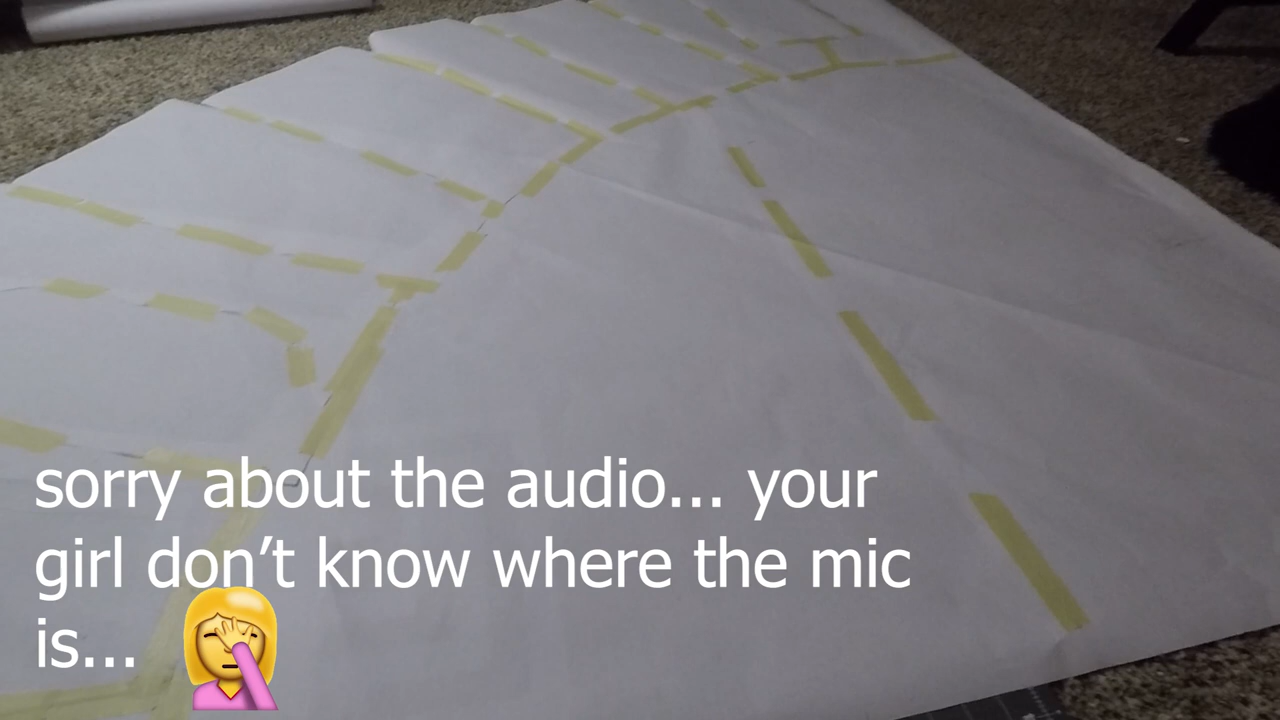 sorry about the audio... your
girl don’t know where the mic
is... 🤦‍♀️